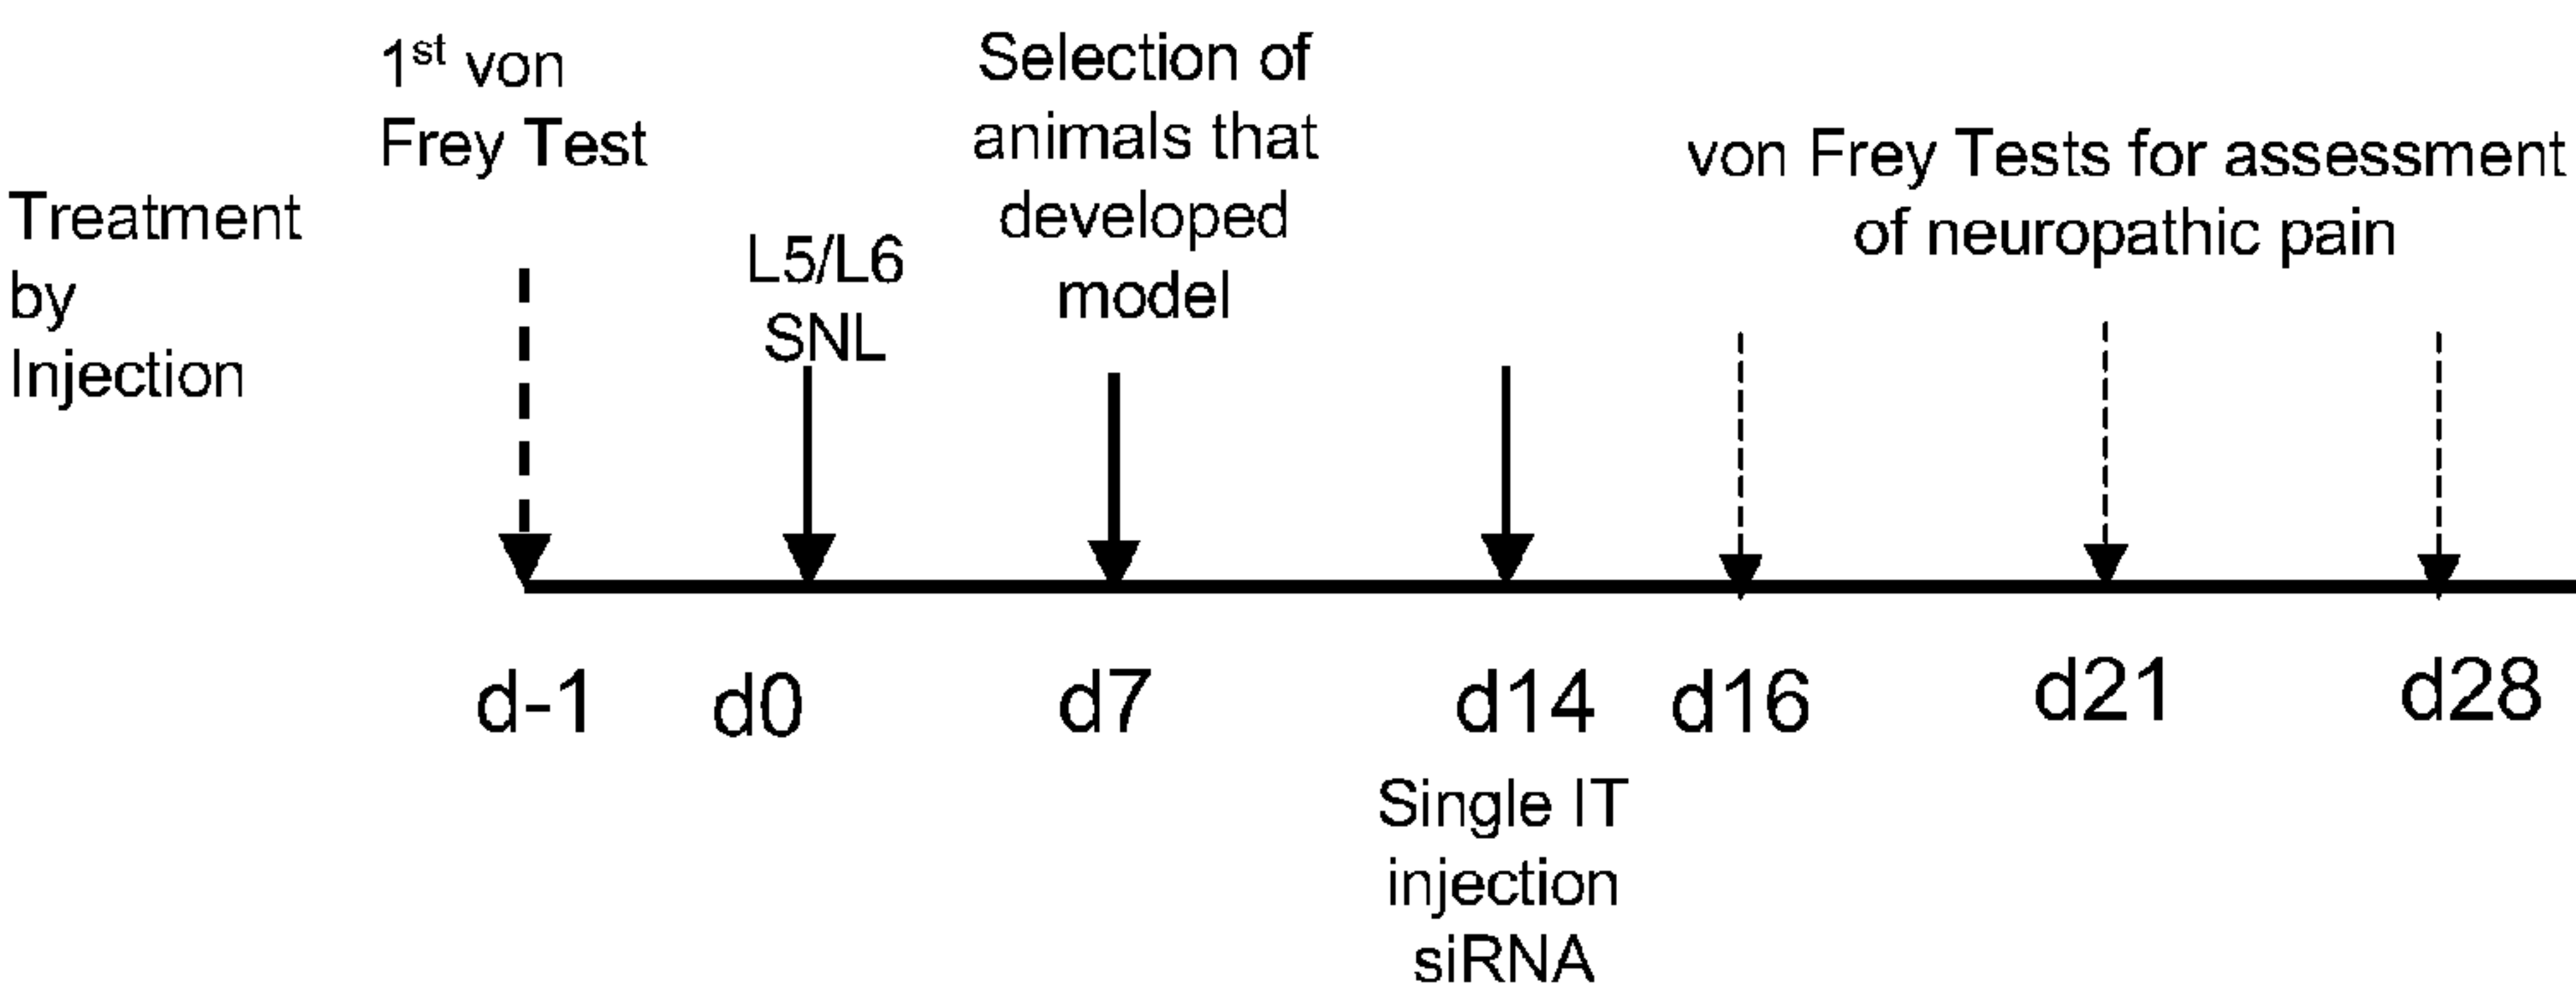 Treatment
by
Injection
1st von
Frey Test
L5/L6
SNL
Selection of
animals that
developed
model
von Frey Tests for assessment
of neuropathic pain
d-1
d0
d7
d14
d16
d21
d28
Single IT
injection
siRNA